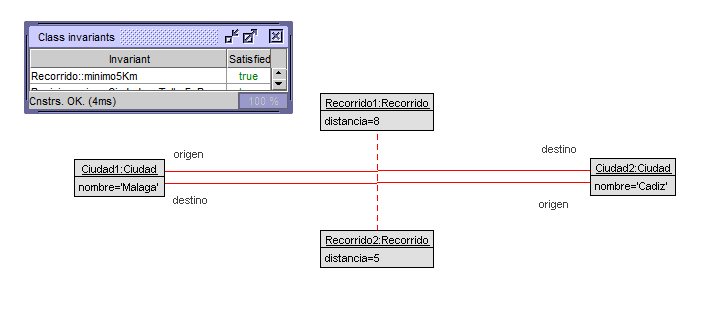 Class invariants
Invariant Satisfied
Recorrido::minimo5Km true
Cnstrs. OK. (4ms) 100 %
Recorrido1:Recorrido
distancia=8
origen
destino
Ciudad1:Ciudad
nombre='Malaga'
Ciudad2:Ciudad
nombre='Cadiz'
destino
origen
Recorrido2:Recorrido
distancia=5